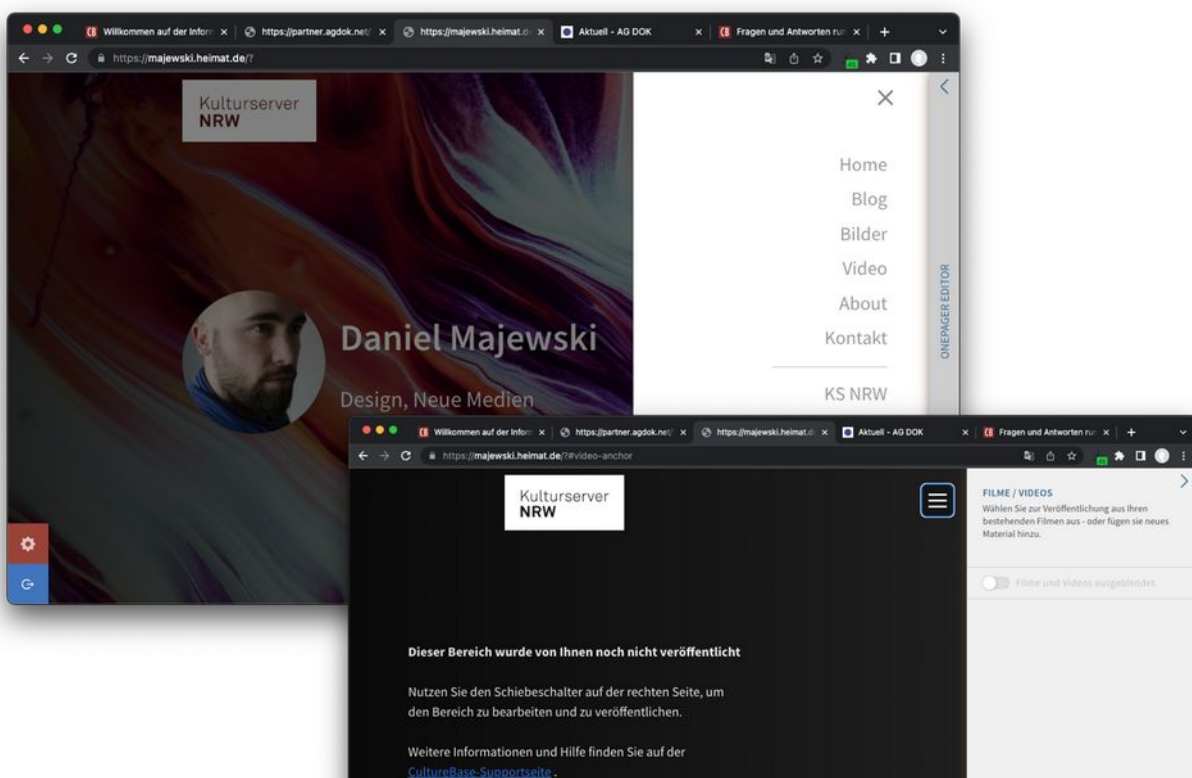 Willkommen auf der Inform
https://partner.agdok.net/
https://majewski.heimat.d
Aktuell - AG DOK
Fragen und Antworten run
https://majewski.heimat.de/?
Kulturserver
NRW
Home
Blog
Bilder
Video
About
Kontakt
KS NRW
ONEPAGER EDITOR
Daniel Majewski
Design, Neue Medien
Willkommen auf der Inform
https://partner.agdok.net/
https://majewski.heimat.d
Aktuell - AG DOK
Fragen und Antworten run
https://majewski.heimat.de/?#video-anchor
Kulturserver
NRW
FILME / VIDEOS
Wählen Sie zur Veröffentlichung aus Ihren
bestehenden Filmen aus - oder fügen sie neues
Material hinzu.
Filme und Videos ausgeblendet
Dieser Bereich wurde von Ihnen noch nicht veröffentlicht
Nutzen Sie den Schiebeschalter auf der rechten Seite, um
den Bereich zu bearbeiten und zu veröffentlichen.
Weitere Informationen und Hilfe finden Sie auf der
CultureBase-Supportseite .